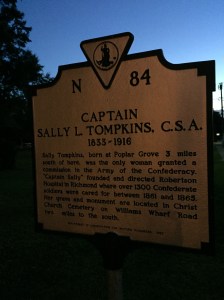 N 84
CAPTAIN
SALLY L. TOMPKINS, C.S.A.
1833-1916
Sally Tompkins, born at Poplar Grove 3 miles
south of here, was the only woman granted a
commission in the Army of the Confederacy.
"Captain Sally" founded and directed Robertson
Hospital in Richmond where over 1300 Confederate
soldiers were cared for between 1861 and 1865.
Her grave and monument are located in Christ
Church Cemetery on Williams Wharf Road
two miles to the south.